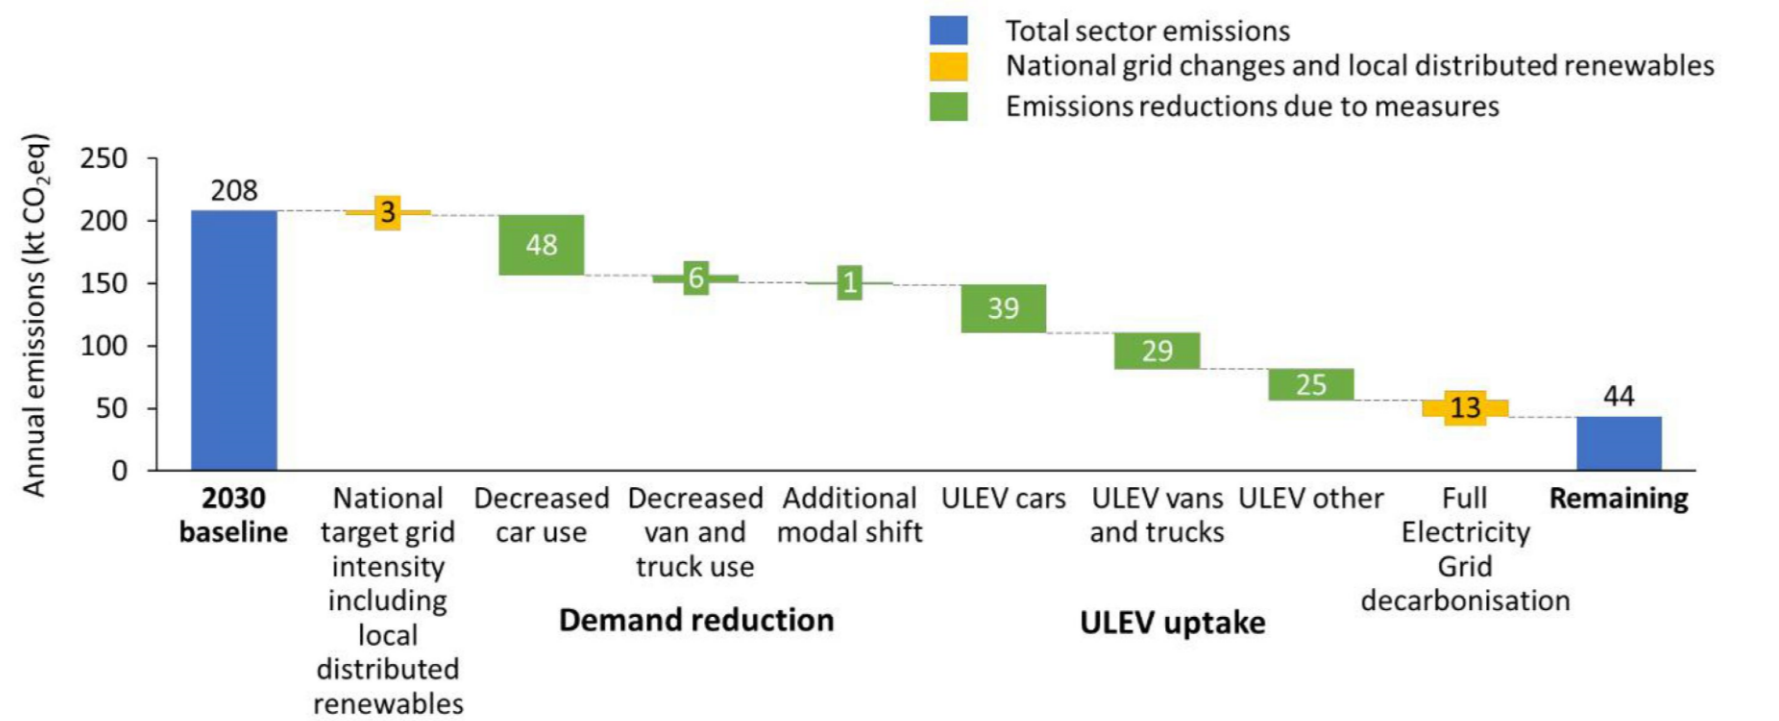 Total sector emissions
National grid changes and local distributed renewables
Emissions reductions due to measures
Annual emissions (kt CO₂eq)
250
200
150
100
50
0
208
3
48
6
1
39
29
25
13
44
2030
baseline
National
target grid
intensity
including
local
distributed
renewables
Decreased
car use
Decreased
van and
truck use
Additional
modal shift
ULEV cars
ULEV vans
and trucks
ULEV other
Full
Electricity
Grid
decarbonisation
Remaining
Demand reduction
ULEV uptake